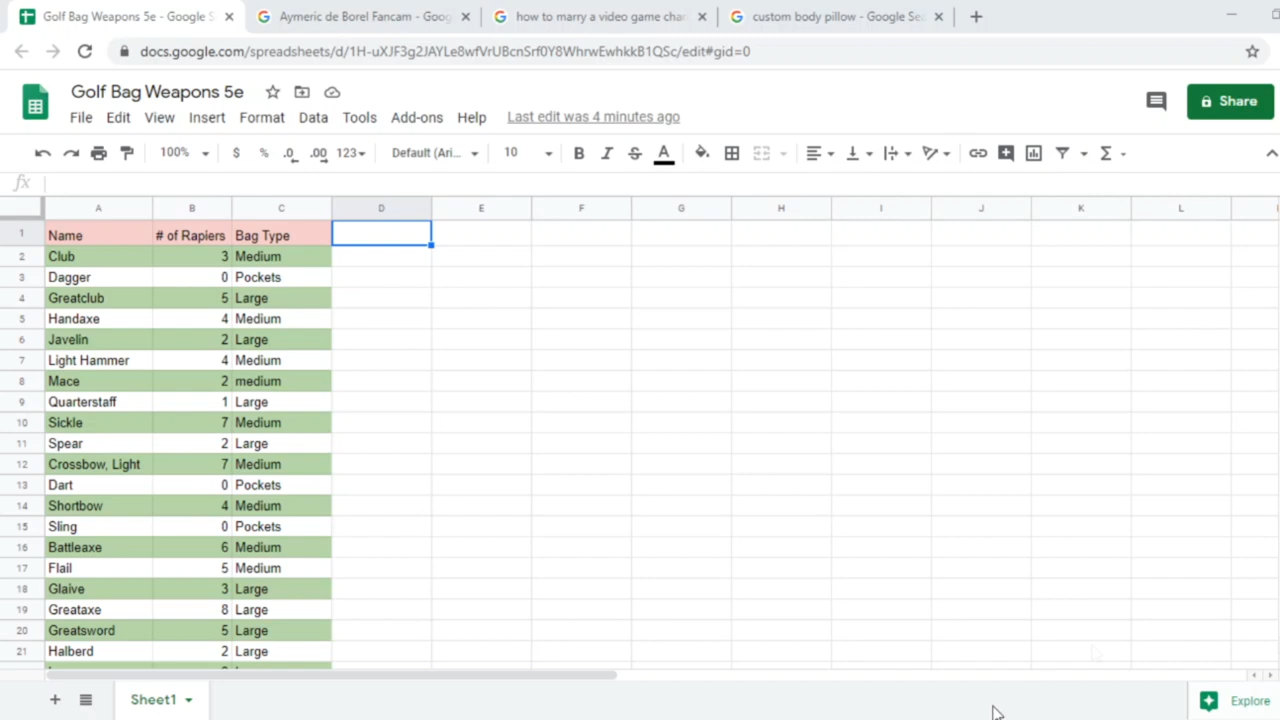 Golf Bag Weapons 5e - Google S
Aymeric de Borel Fancam - Goog
how to marry a video game char
custom body pillow - Google Sea
docs.google.com/spreadsheets/d/1H-uXJF3g2JAYLe8wfVrUBcnSrf0Y8WhrwEwhkkB1QSc/edit#gid=0
Golf Bag Weapons 5e
Share
File Edit View Insert Format Data Tools Add-ons Help Last edit was 4 minutes ago
100% $ % .0 .00 123 Default (Ari... 10 B I S A
fx
A B C D E F G H I J K L
1 Name # of Rapiers Bag Type
2 Club 3 Medium
3 Dagger 0 Pockets
4 Greatclub 5 Large
5 Handaxe 4 Medium
6 Javelin 2 Large
7 Light Hammer 4 Medium
8 Mace 2 medium
9 Quarterstaff 1 Large
10 Sickle 7 Medium
11 Spear 2 Large
12 Crossbow, Light 7 Medium
13 Dart 0 Pockets
14 Shortbow 4 Medium
15 Sling 0 Pockets
16 Battleaxe 6 Medium
17 Flail 5 Medium
18 Glaive 3 Large
19 Greataxe 8 Large
20 Greatsword 5 Large
21 Halberd 2 Large
Sheet1
Explore